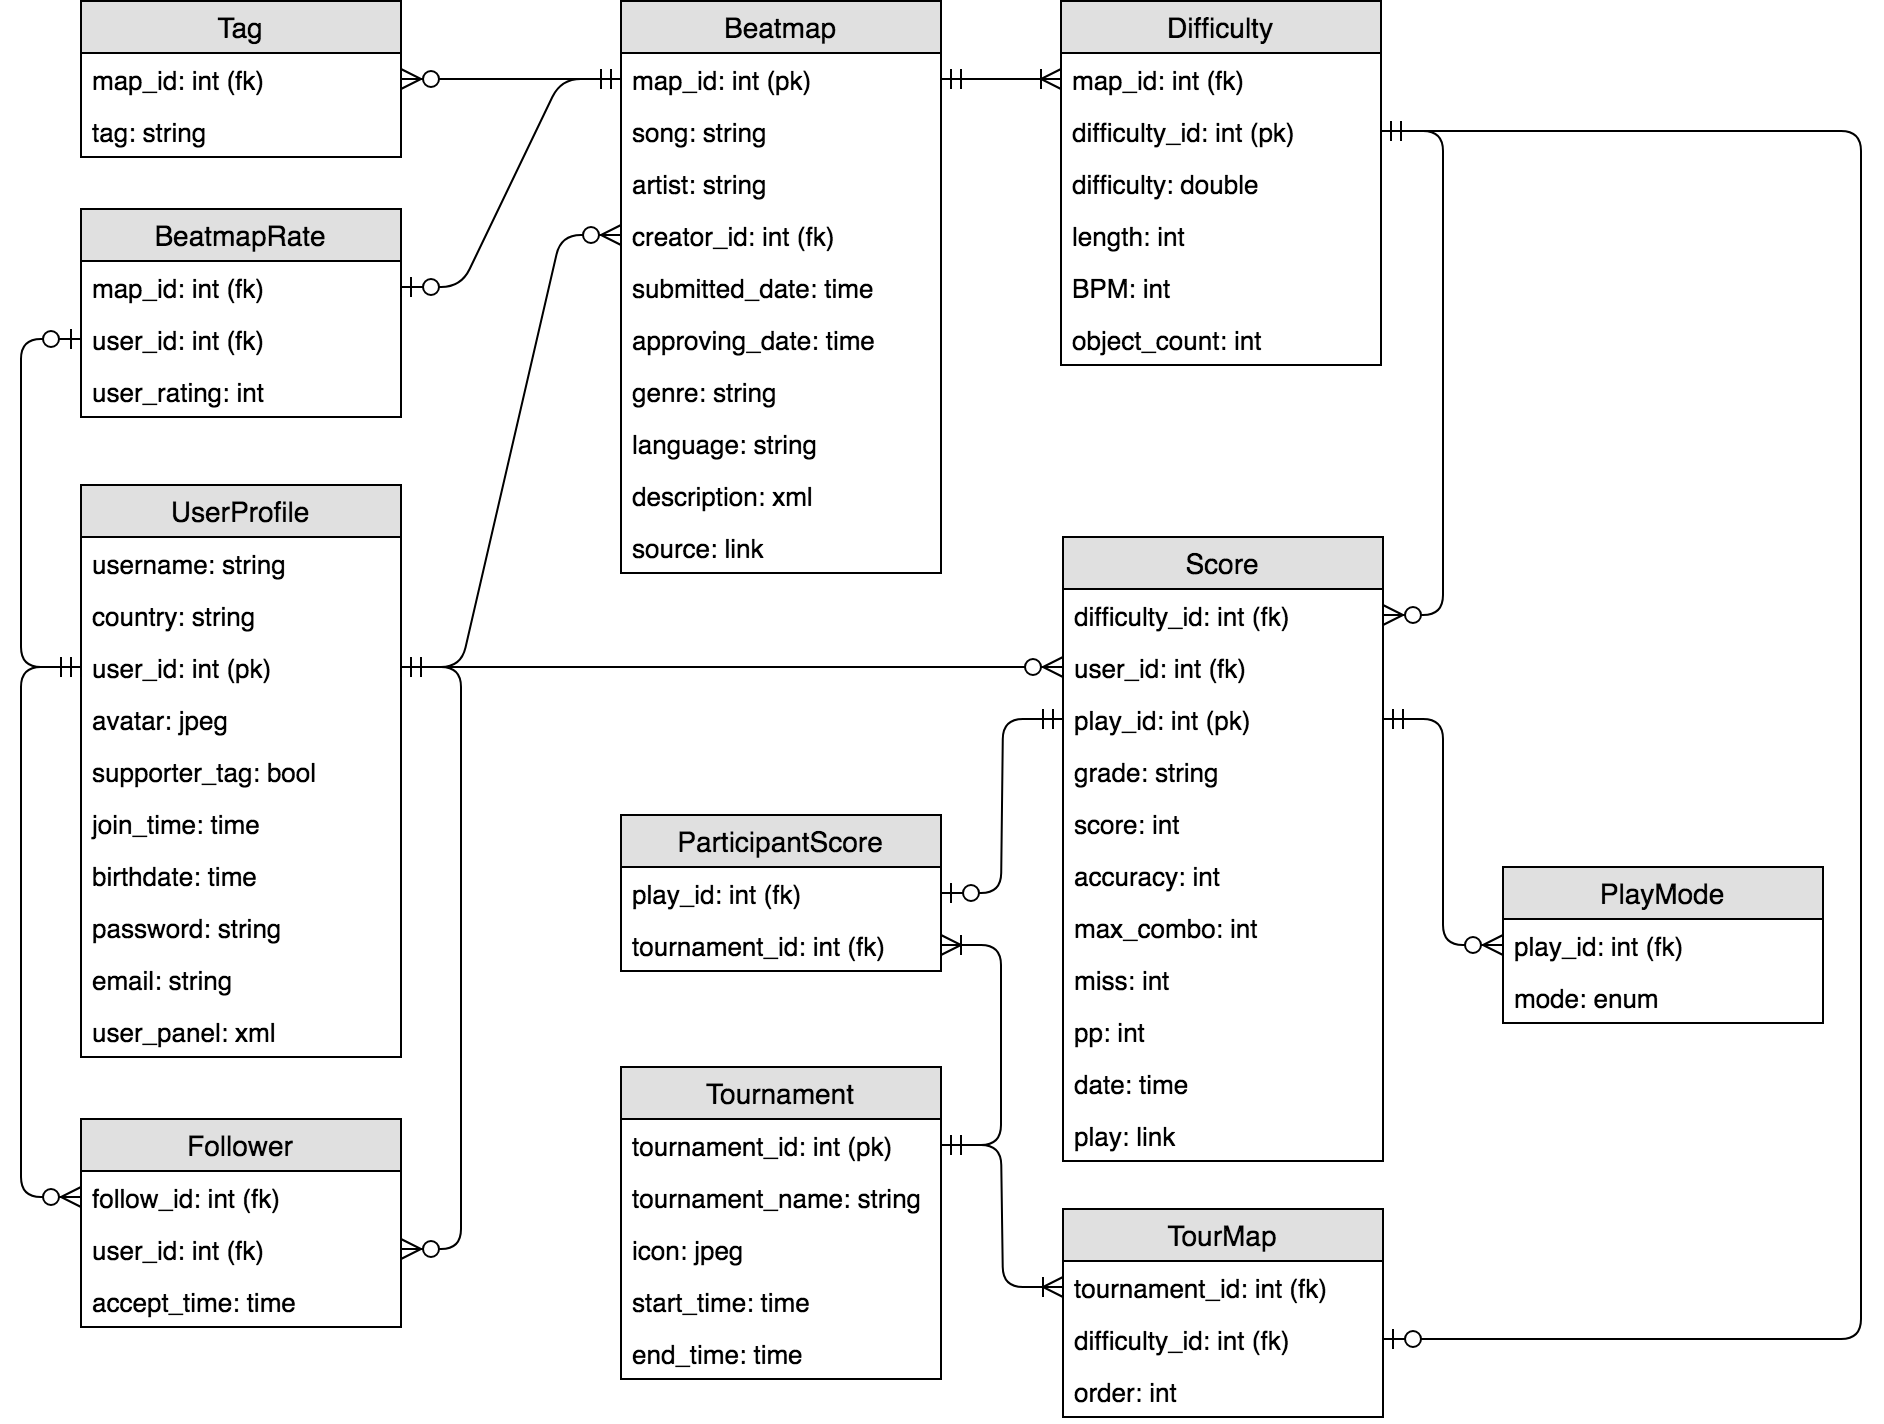 Tag
map_id: int (fk)
tag: string
BeatmapRate
map_id: int (fk)
user_id: int (fk)
user_rating: int
UserProfile
username: string
country: string
user_id: int (pk)
avatar: jpeg
supporter_tag: bool
join_time: time
birthdate: time
password: string
email: string
user_panel: xml
Follower
follow_id: int (fk)
user_id: int (fk)
accept_time: time
Beatmap
map_id: int (pk)
song: string
artist: string
creator_id: int (fk)
submitted_date: time
approving_date: time
genre: string
language: string
description: xml
source: link
ParticipantScore
play_id: int (fk)
tournament_id: int (fk)
Tournament
tournament_id: int (pk)
tournament_name: string
icon: jpeg
start_time: time
end_time: time
Difficulty
map_id: int (fk)
difficulty_id: int (pk)
difficulty: double
length: int
BPM: int
object_count: int
Score
difficulty_id: int (fk)
user_id: int (fk)
play_id: int (pk)
grade: string
score: int
accuracy: int
max_combo: int
miss: int
pp: int
date: time
play: link
TourMap
tournament_id: int (fk)
difficulty_id: int (fk)
order: int
PlayMode
play_id: int (fk)
mode: enum